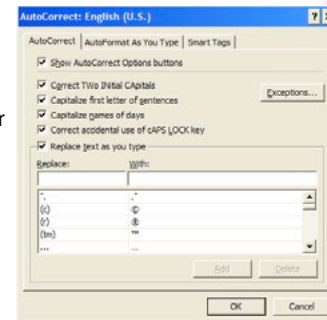 AutoCorrect: English (U.S.)
AutoCorrect AutoFormat As You Type Smart Tags
Show AutoCorrect Options buttons
Correct TWo INitial CApitals
Exceptions...
Capitalize first letter of sentences
Capitalize names of days
Correct accidental use of cAPS LOCK key
Replace text as you type
Replace: With:
(c) ©
(r) ®
(tm) ™
...
Add Delete
OK Cancel